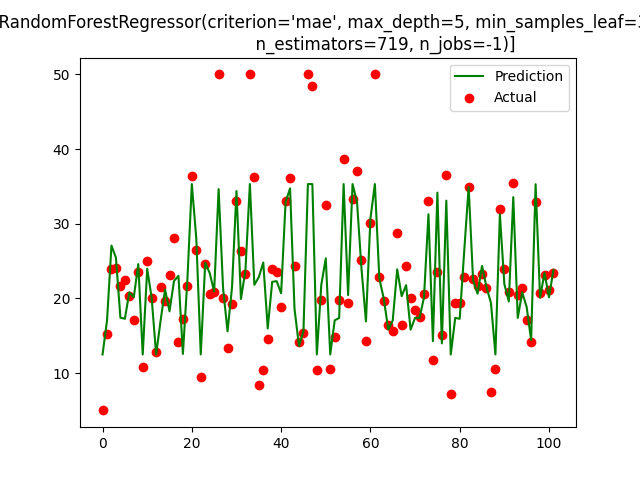 RandomForestRegressor(criterion='mae', max_depth=5, min_samples_leaf=
n_estimators=719, n_jobs=-1)]
50
Prediction
Actual
40
30
20
10
0 20 40 60 80 100